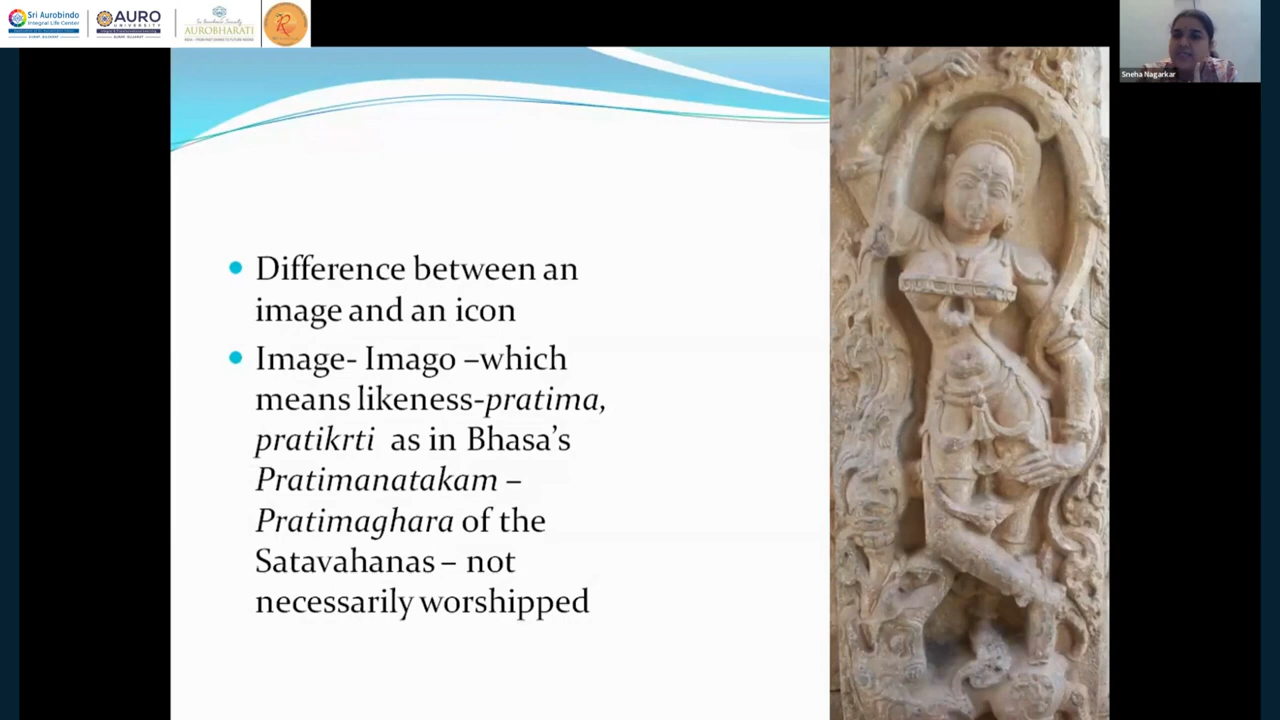 Sri Aurobindo
Integral Life Center
AURO
UNIVERSITY
AUROBHARATI
Sneha Nagarkar
Difference between an
image and an icon
Image- Imago –which
means likeness-pratima,
pratikrti as in Bhasa’s
Pratimanatakam –
Pratimaghara of the
Satavahanas – not
necessarily worshipped